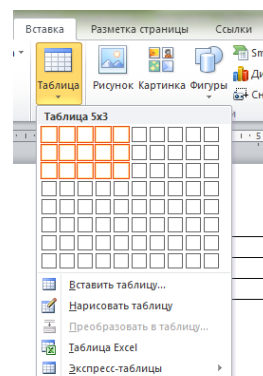 Вставка Разметка страницы Ссылки
Таблица Рисунок Картинка Фигуры
Таблица 5x3
Вставить таблицу...
Нарисовать таблицу
Преобразовать в таблицу...
Таблица Excel
Экспресс-таблицы